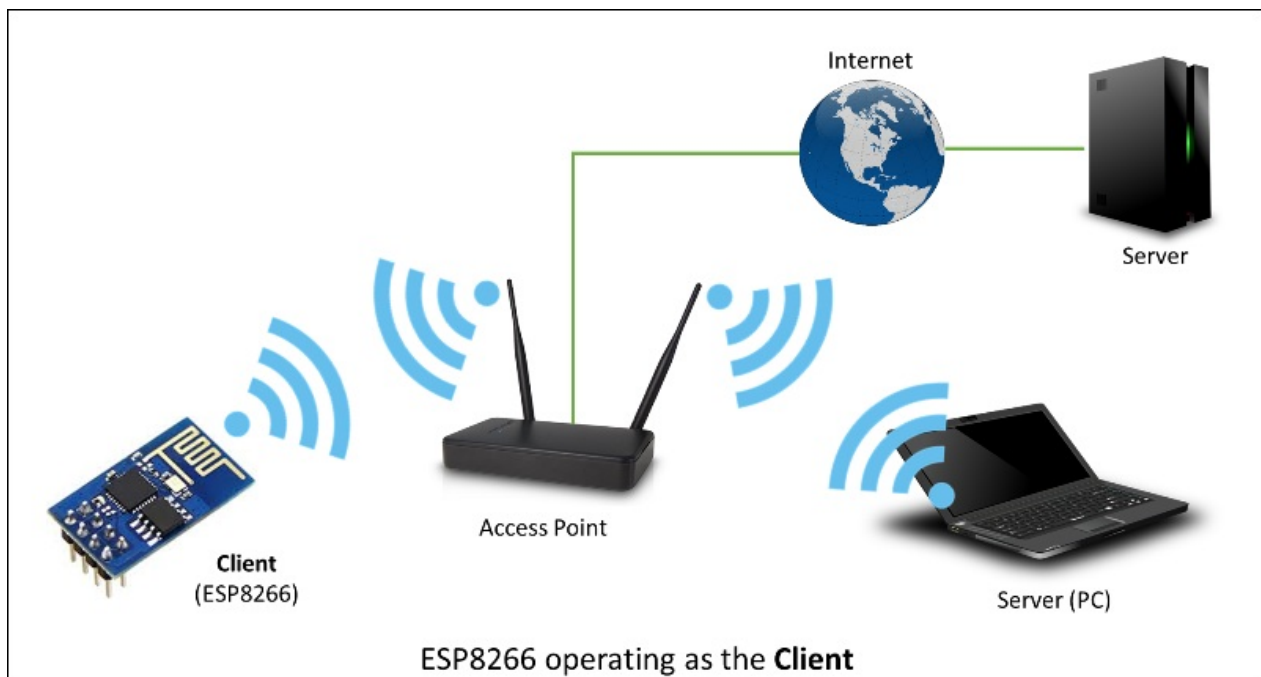 Internet
Server
Access Point
Client
(ESP8266)
Server (PC)
ESP8266 operating as the Client